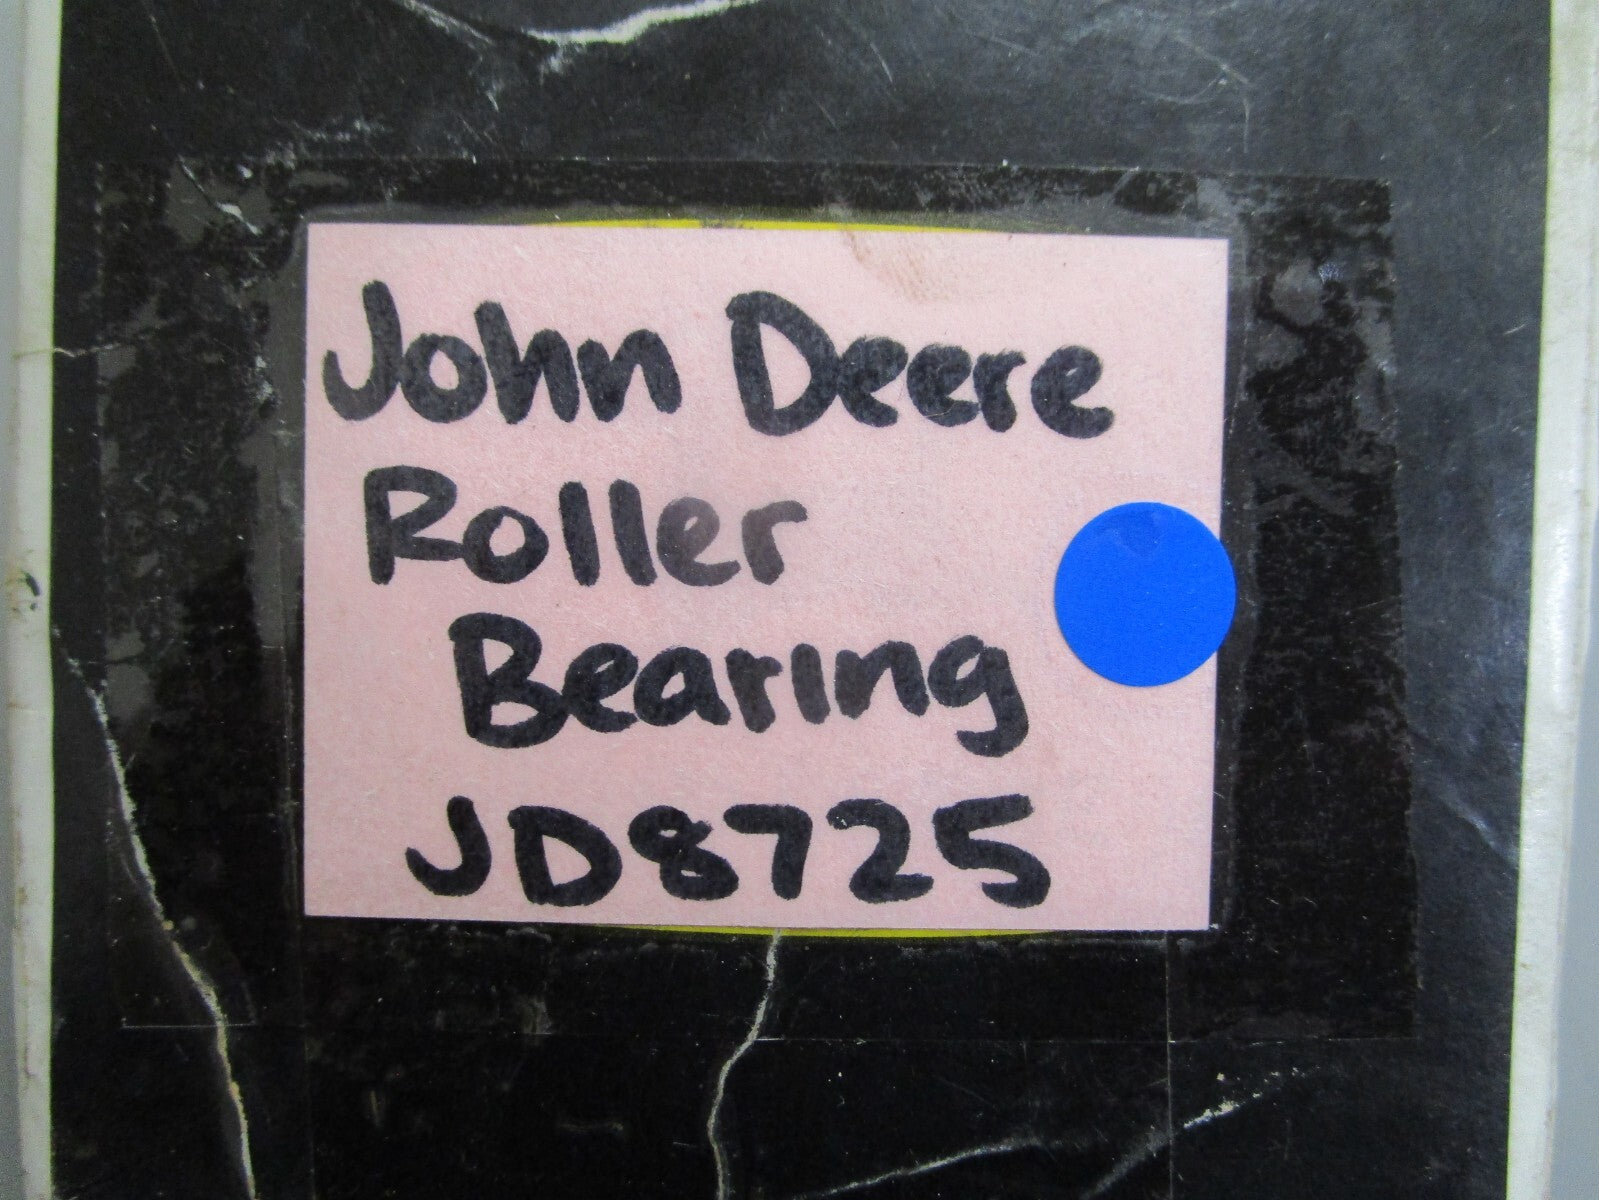 John Deere
Roller
Bearing
JD8725